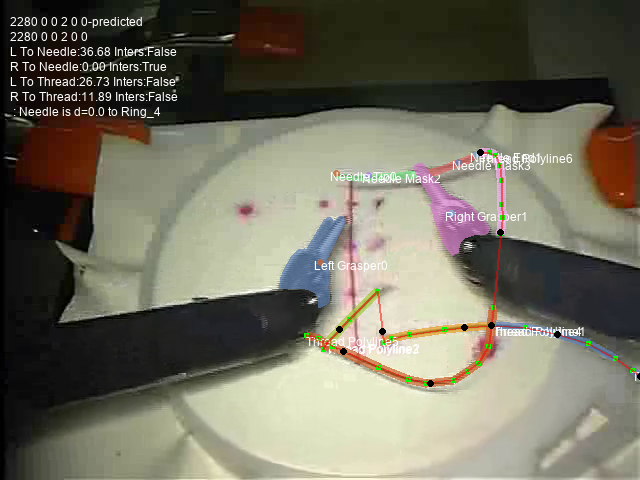 2280 0 0 2 0 0-predicted
2280 0 0 2 0 0
L To Needle:36.68 Inters:False
R To Needle:0.00 Inters:True
L To Thread:26.73 Inters:False
R To Thread:11.89 Inters:False
: Needle is d=0.0 to Ring_4
Needle Mask3
Needle Mask2
Right Grasper1
Left Grasper0
Thread Polyline5
Thread Polyline2